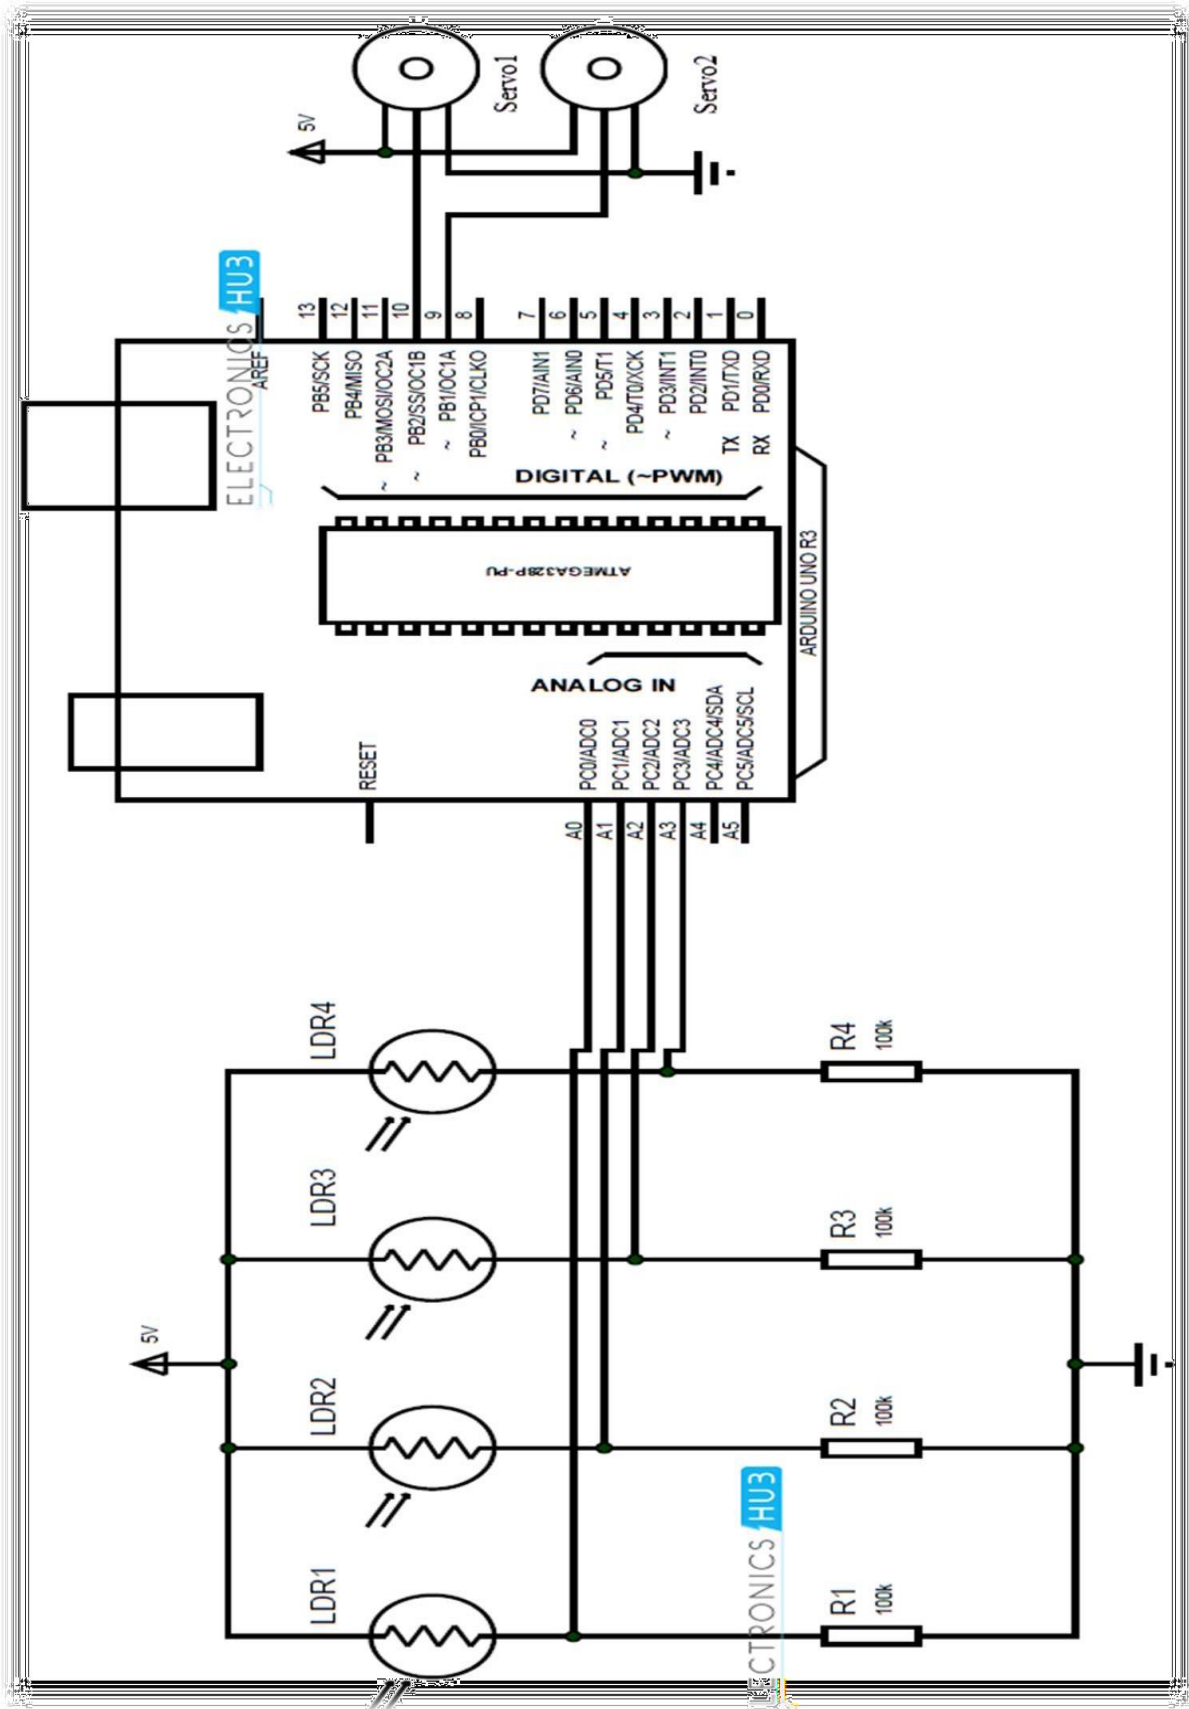 5V
Servo1
Servo2
ELECTRONICS HU3
AREF
13
12
11
10
9
8
7
6
5
4
3
2
1
0
PB5/SCK
PB4/MISO
~ PB3/MOSI/OC2A
~ PB2/SS/OC1B
~ PB1/OC1A
PB0/ICP1/CLKO
PD7/AIN1
~ PD6/AIN0
~ PD5/T1
PD4/T0/XCK
~ PD3/INT1
PD2/INT0
TX PD1/TXD
RX PD0/RXD
DIGITAL (~PWM)
ATMEGA328P-PU
ARDUINO UNO R3
ANALOG IN
RESET
PC0/ADC0
PC1/ADC1
PC2/ADC2
PC3/ADC3
PC4/ADC4/SDA
PC5/ADC5/SCL
A0
A1
A2
A3
A4
A5
LDR4
R4
100k
LDR3
R3
100k
5V
LDR2
R2
100k
LDR1
R1
100k
ECTRONICS HU3